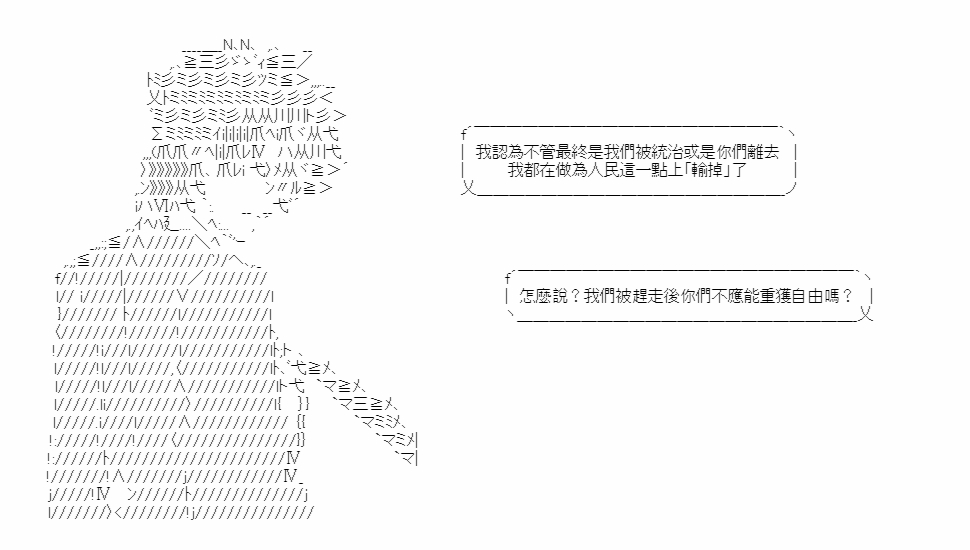 我認為不管最終是我們被統治或是你們離去
我都在做為人民這一點上「輸掉」了
怎麼說？我們被趕走後你們不應能重獲自由嗎？